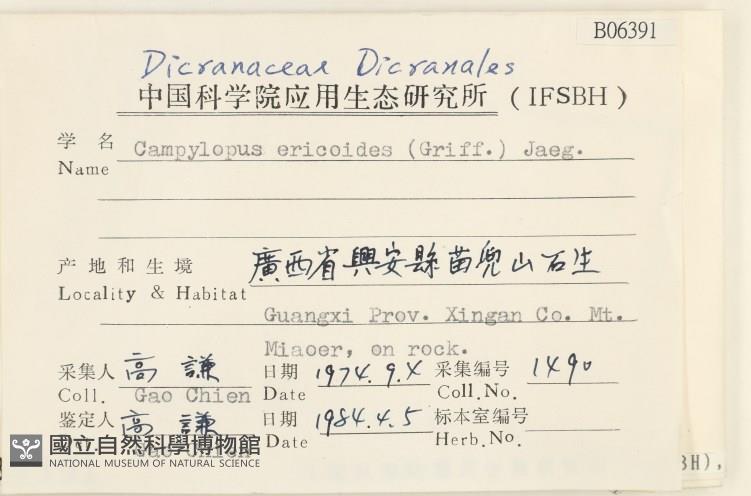 B06391
Dicranaceae Dicranales
中国科学院应用生态研究所 (IFSBH)
学名 Campylopus ericoides (Griff.) Jaeg.
Name
产地和生境 廣西省興安縣苗兜山石生
Locality & Habitat
Guangxi Prov. Xingan Co. Mt.
Miaoer, on rock.
采集人 高謙 日期 1974.9.4 采集编号 1490
Coll. Gao Chien Date Coll.No.
鉴定人 高謙 日期 1984.4.5 标本室编号
Gao Chien Date Herb.No.
國立自然科學博物館
NATIONAL MUSEUM OF NATURAL SCIENCE
BH),